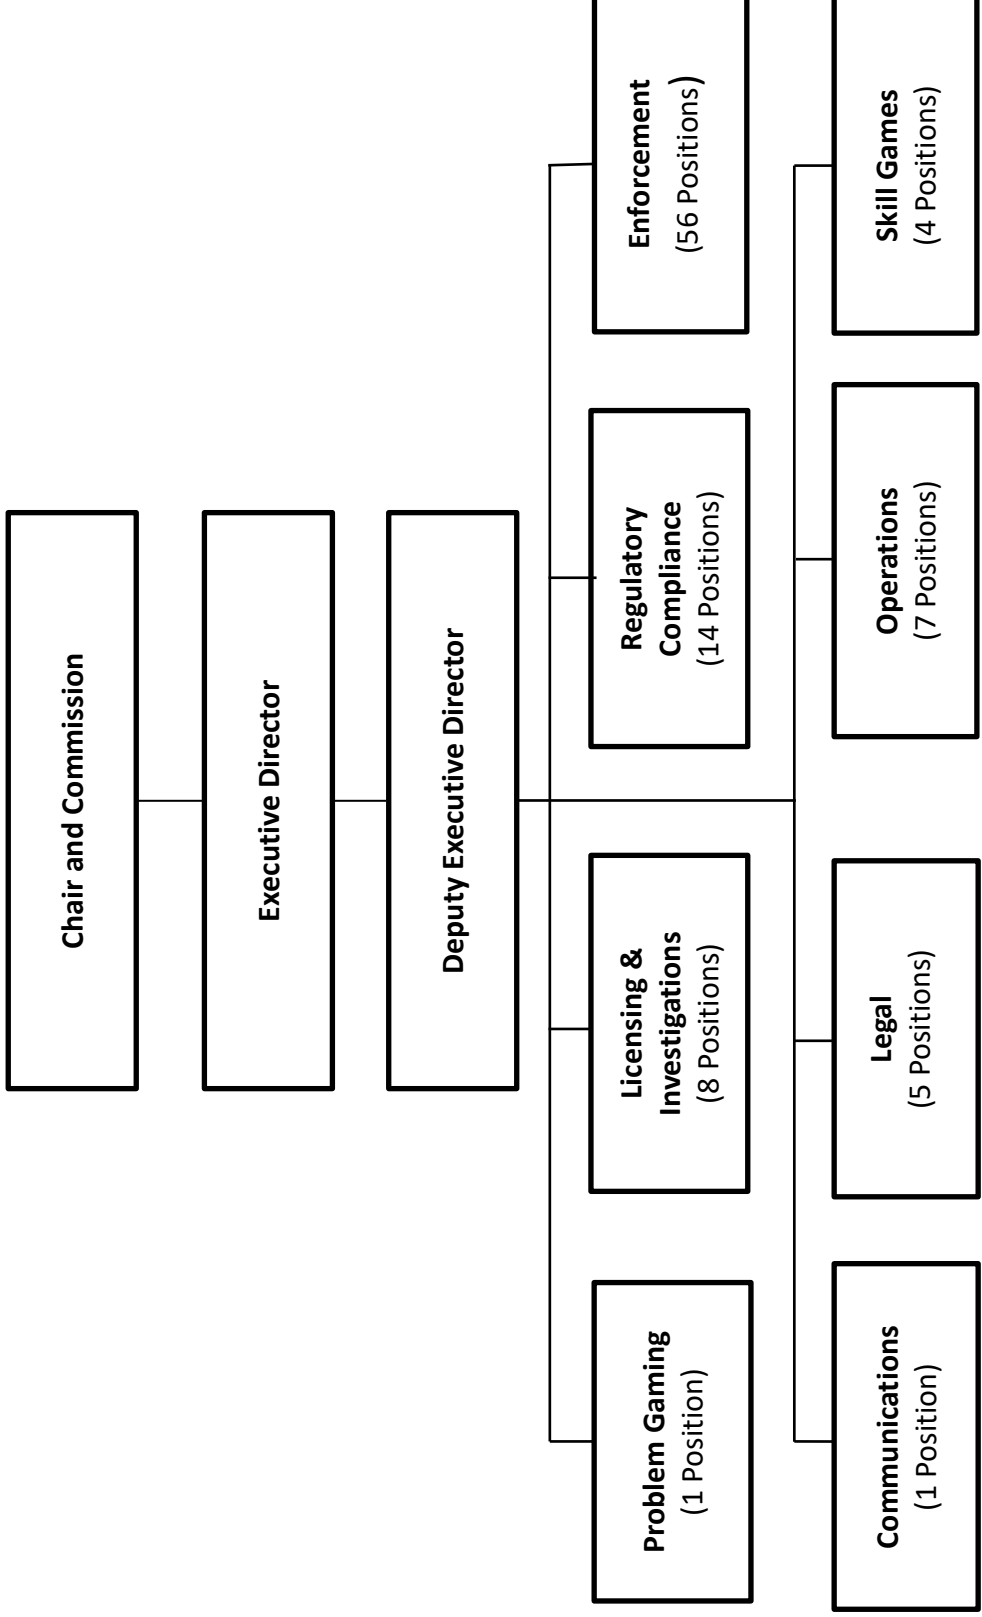 Chair and Commission
Executive Director
Deputy Executive Director
Problem Gaming
(1 Position)
Licensing &
Investigations
(8 Positions)
Regulatory
Compliance
(14 Positions)
Enforcement
(56 Positions)
Communications
(1 Position)
Legal
(5 Positions)
Operations
(7 Positions)
Skill Games
(4 Positions)